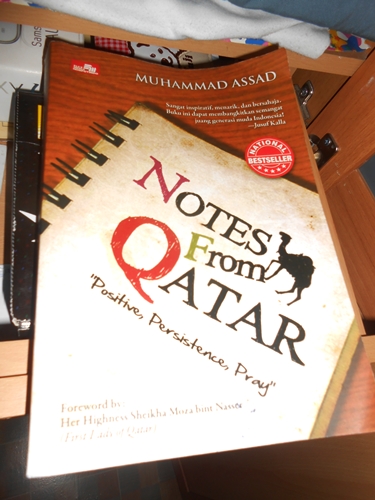 Sams
MUHAMMAD ASSAD
Sangat inspiratif, menarik, dan bersahaja.
Buku ini dapat membangkitkan semangat
juang generasi muda Indonesia!
—Jusuf Kalla
NATIONAL
BESTSELLER
NOTES
From
QATAR
"Positive, Persistence, Pray"
Foreword by:
Her Highness Sheikha Moza bint Nasser
First Lady of Qatar